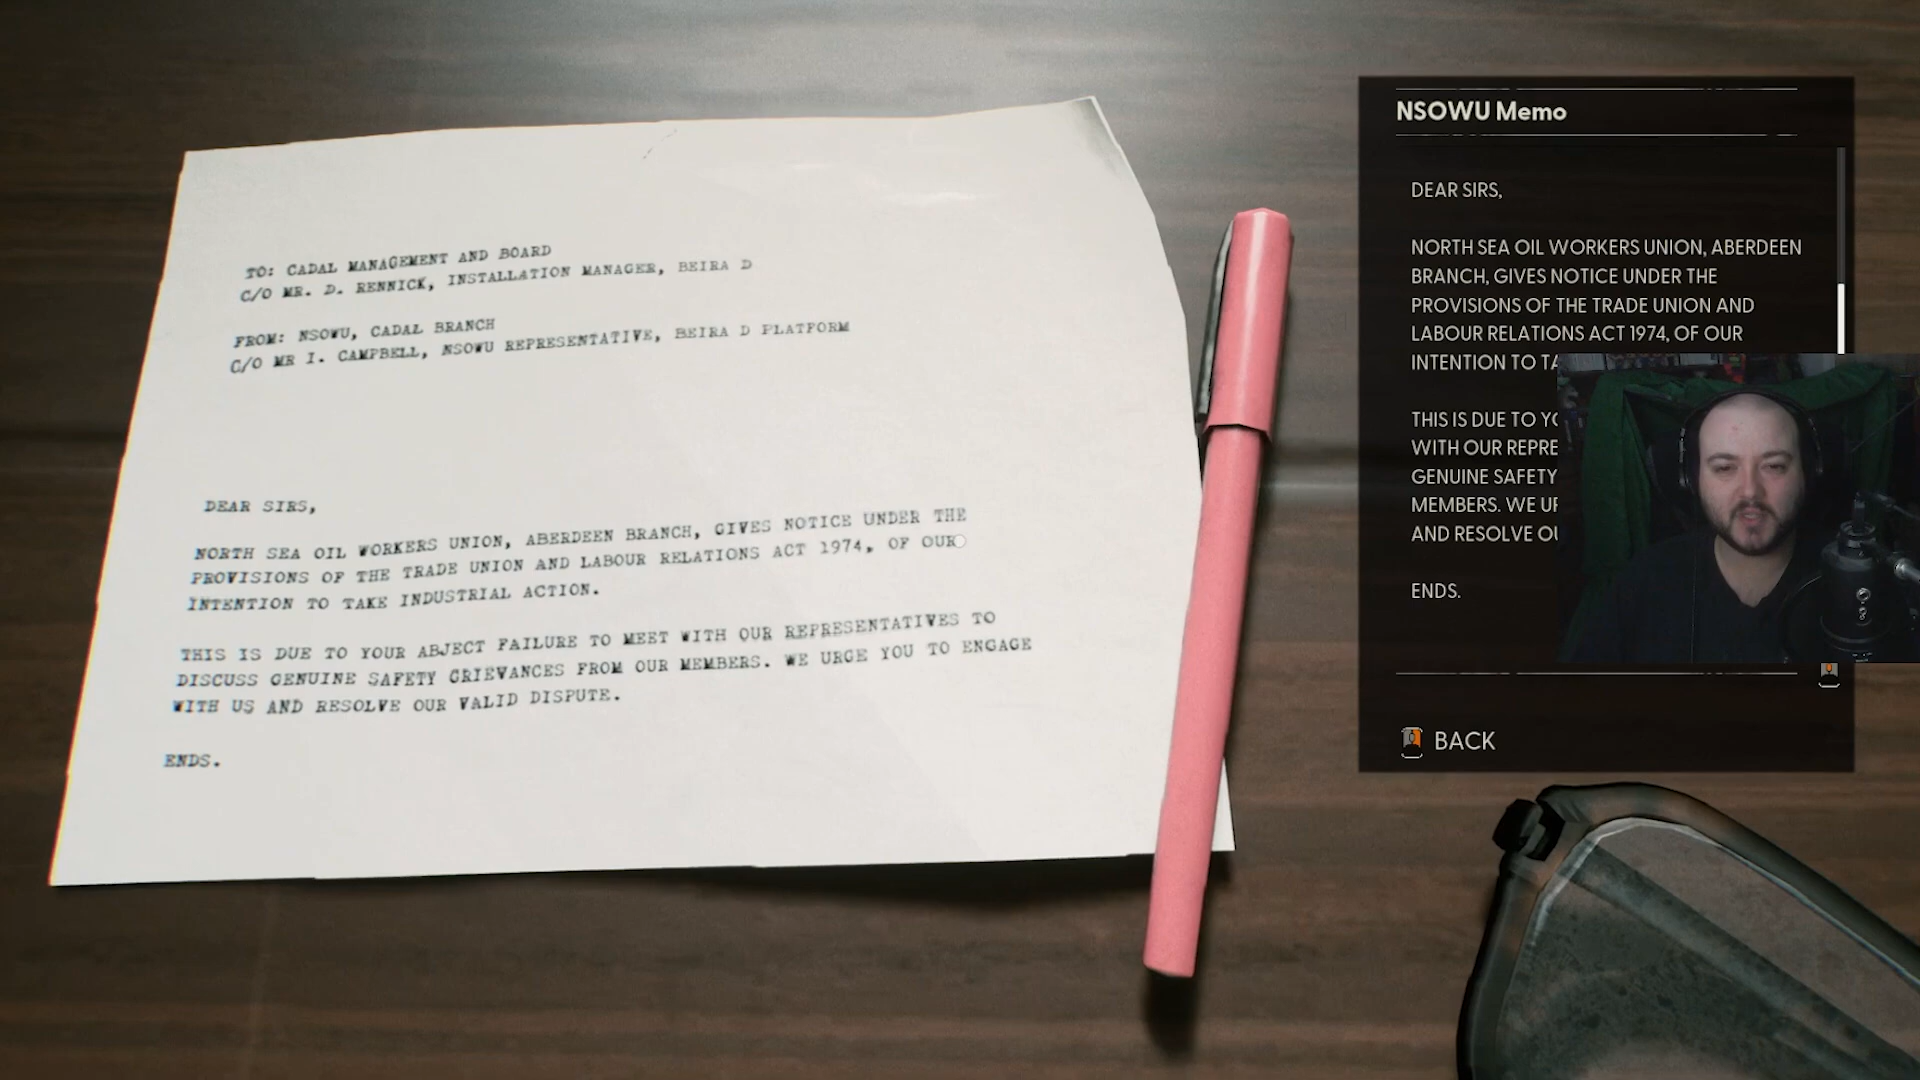 TO: CADAL MANAGEMENT AND BOARD
C/O MR. D. RENNICK, INSTALLATION MANAGER, BEIRA D
FROM: NSOWU, CADAL BRANCH
C/O MR I. CAMPBELL, NSOWU REPRESENTATIVE, BEIRA D PLATFORM
DEAR SIRS,
NORTH SEA OIL WORKERS UNION, ABERDEEN BRANCH, GIVES NOTICE UNDER THE
PROVISIONS OF THE TRADE UNION AND LABOUR RELATIONS ACT 1974, OF OUR
INTENTION TO TAKE INDUSTRIAL ACTION.
THIS IS DUE TO YOUR ABJECT FAILURE TO MEET WITH OUR REPRESENTATIVES TO
DISCUSS GENUINE SAFETY GRIEVANCES FROM OUR MEMBERS. WE URGE YOU TO ENGAGE
WITH US AND RESOLVE OUR VALID DISPUTE.
ENDS.
NSOWU Memo
DEAR SIRS,
NORTH SEA OIL WORKERS UNION, ABERDEEN
BRANCH, GIVES NOTICE UNDER THE
PROVISIONS OF THE TRADE UNION AND
LABOUR RELATIONS ACT 1974, OF OUR
INTENTION TO TA
THIS IS DUE TO YO
WITH OUR REPRE
GENUINE SAFETY
MEMBERS. WE UR
AND RESOLVE OU
ENDS.
BACK